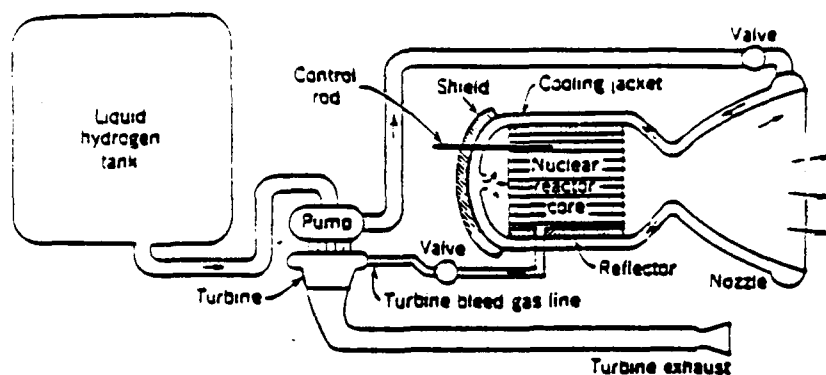 Valve
Control
rod
Shield
Cooling jacket
Liquid
hydrogen
tank
Nuclear
reactor
core
Pump
Valve
Turbine
Turbine bleed gas line
Reflector
Nozzle
Turbine exhaust